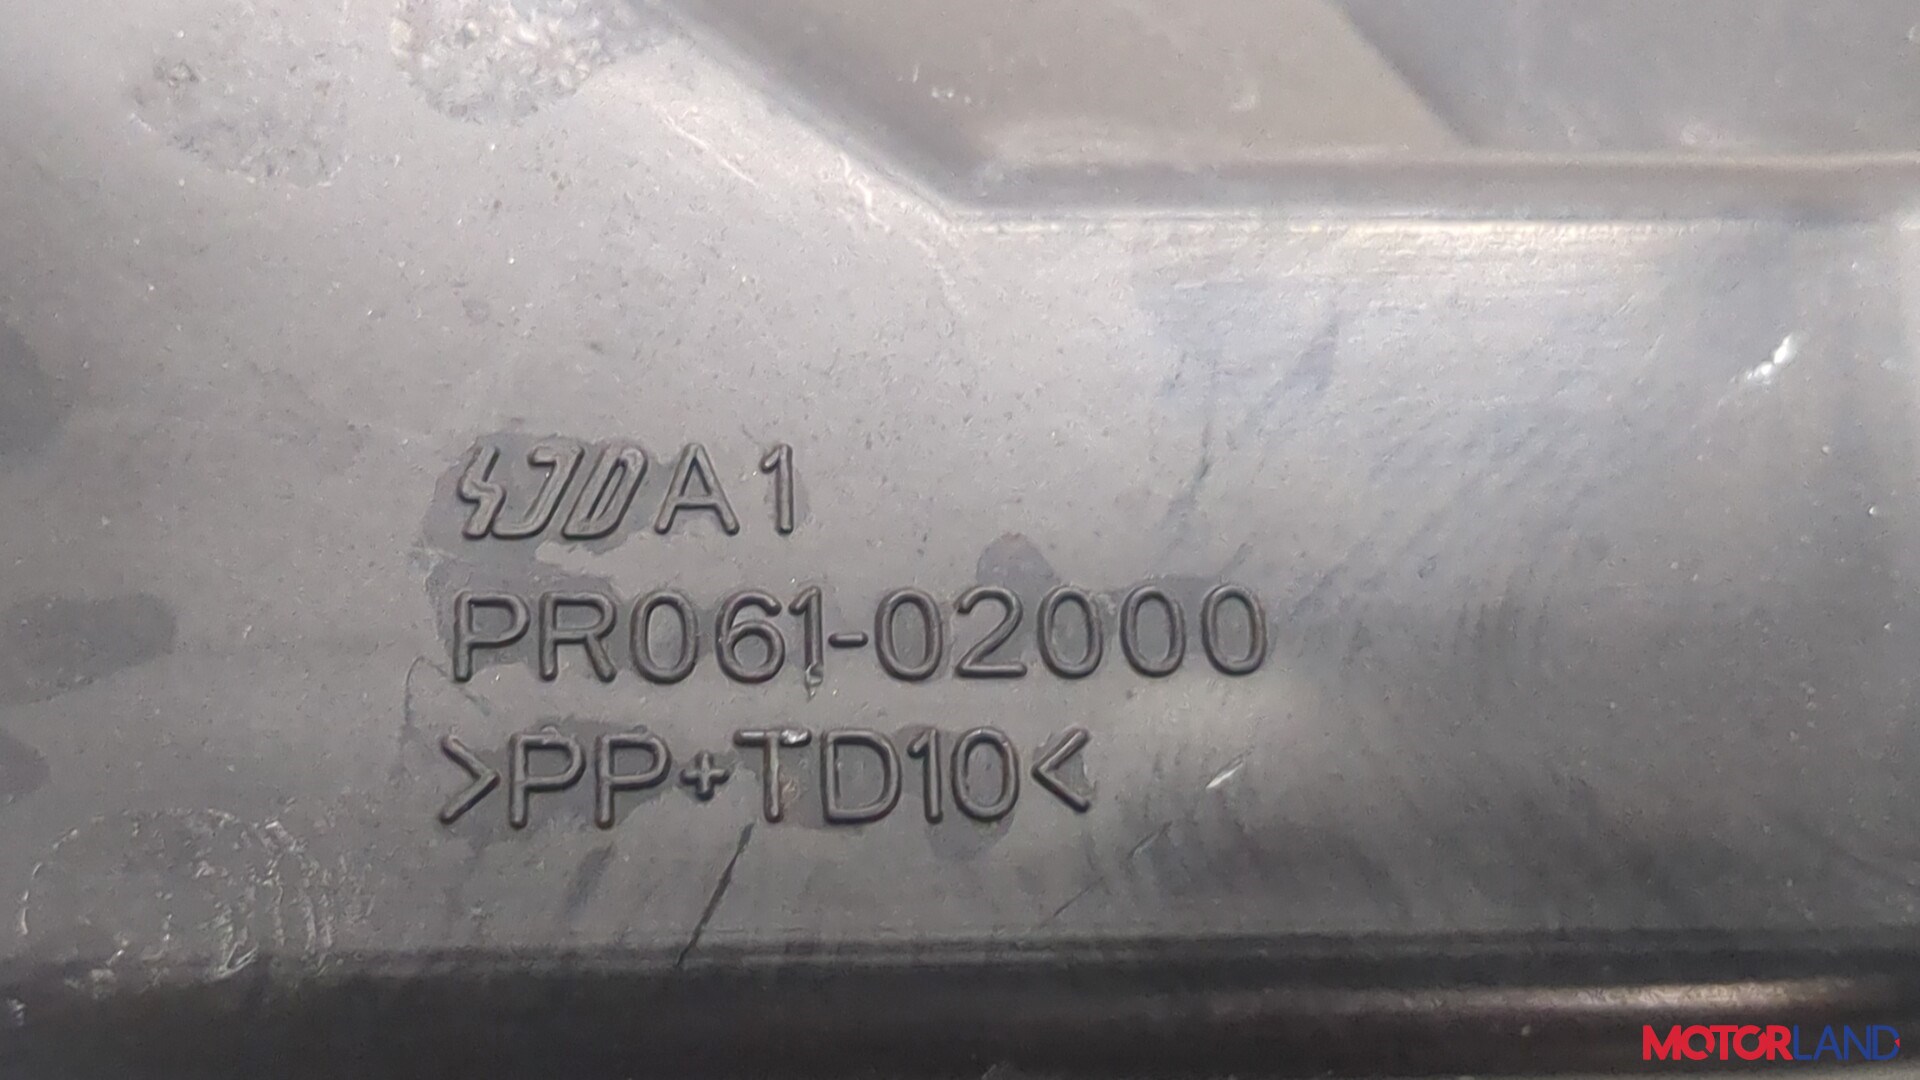 A1
PR061-02000
>PP+TD10<
MOTORLAND